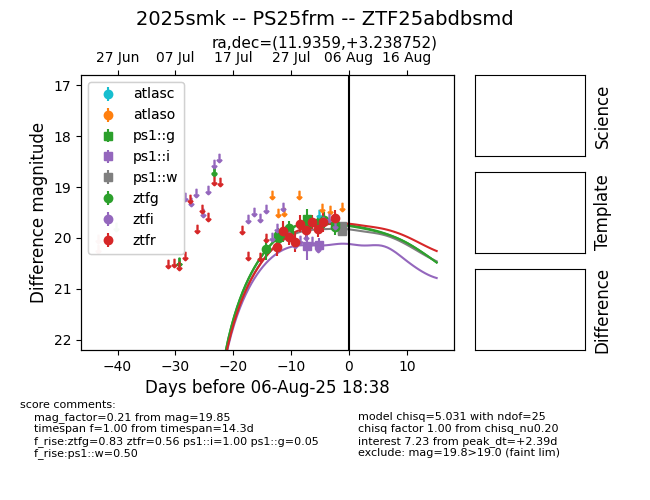 2025smk -- PS25frm -- ZTF25abdbsmd
ra,dec=(11.9359,+3.238752)
27 Jun 07 Jul 17 Jul 27 Jul 06 Aug 16 Aug
17
18
19
20
21
22
Difference magnitude
atlasc
atlaso
ps1::g
ps1::i
ps1::w
ztfg
ztfi
ztfr
−40 −30 −20 −10 0 10
Days before 06-Aug-25 18:38
Science
Template
Difference
score comments:
mag_factor=0.21 from mag=19.85
timespan f=1.00 from timespan=14.3d
f_rise:ztfg=0.83 ztfr=0.56 ps1::i=1.00 ps1::g=0.05
f_rise:ps1::w=0.50
model chisq=5.031 with ndof=25
chisq factor 1.00 from chisq_nu0.20
interest 7.23 from peak_dt=+2.39d
exclude: mag=19.8>19.0 (faint lim)